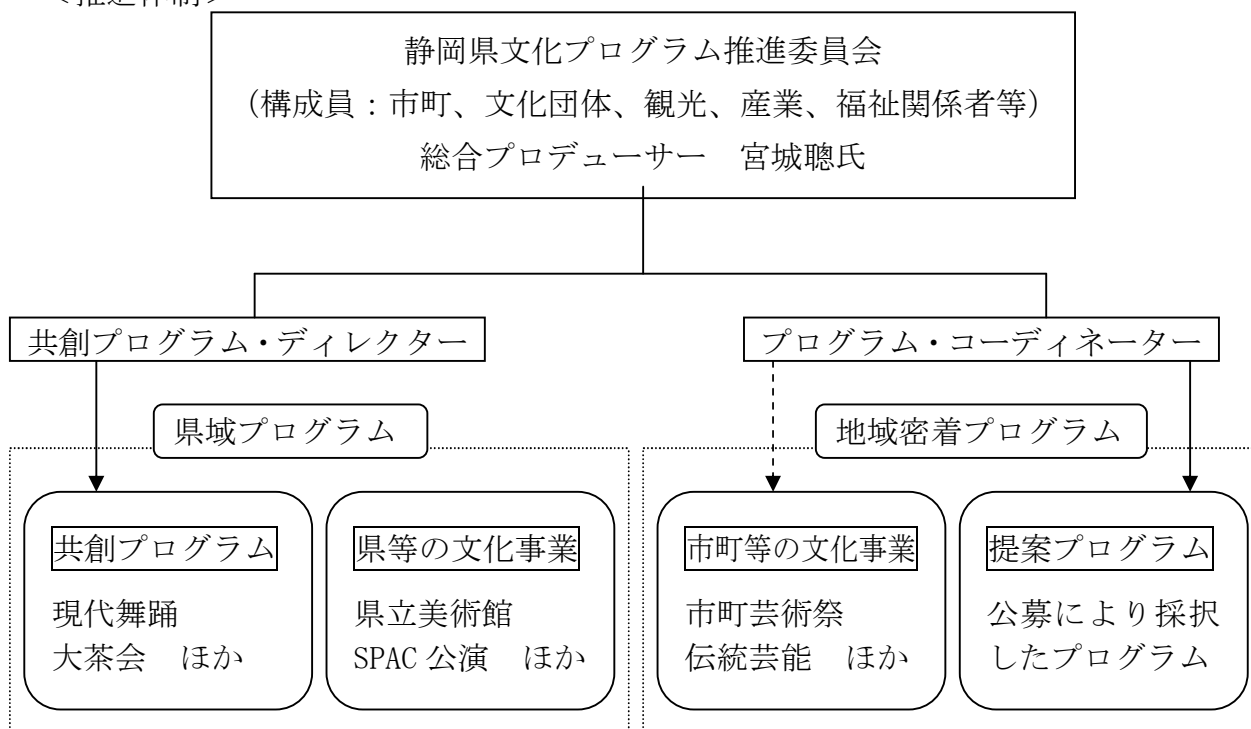 ＜推進体制＞
静岡県文化プログラム推進委員会
（構成員：市町、文化団体、観光、産業、福祉関係者等）
総合プロデューサー　宮城聰氏
共創プログラム・ディレクター
プログラム・コーディネーター
県域プログラム
地域密着プログラム
共創プログラム
現代舞踊
大茶会　ほか
県等の文化事業
県立美術館
SPAC 公演　ほか
市町等の文化事業
市町芸術祭
伝統芸能　ほか
提案プログラム
公募により採択
したプログラム